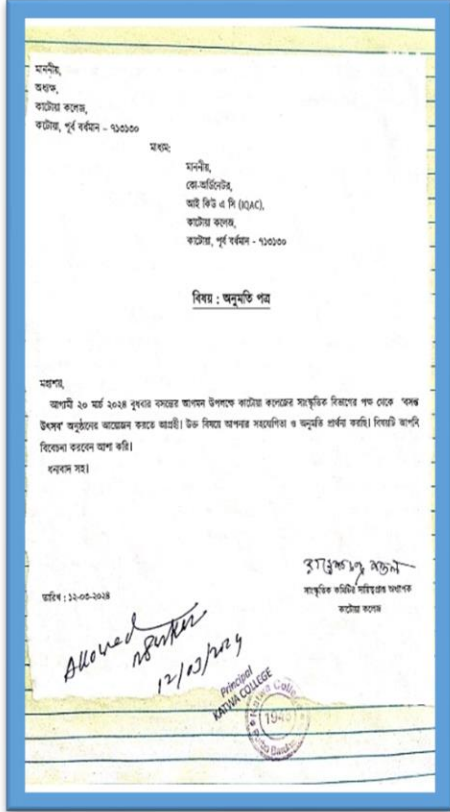 মাননীয়,
অধ্যক্ষ,
কাটোয়া কলেজ,
কাটোয়া, পূর্ব বর্ধমান – ৭১৩১৩০
মাধ্যম:
মাননীয়,
কো-অর্ডিনেটর,
আই কিউ এ সি (IQAC),
কাটোয়া কলেজ,
কাটোয়া, পূর্ব বর্ধমান - ৭১৩১৩০
বিষয় : অনুমতি পত্র
মহাশয়,
আগামী ২০ মার্চ ২০২৪ বুধবার বসন্তের আগমন উপলক্ষে কাটোয়া কলেজের সাংস্কৃতিক বিভাগের পক্ষ থেকে 'বসন্ত
উৎসব' অনুষ্ঠানের আয়োজন করতে আগ্রহী। উক্ত বিষয়ে আপনার সহযোগিতা ও অনুমতি প্রার্থনা করছি। বিষয়টি আপনি
বিবেচনা করবেন আশা করি।
ধন্যবাদ সহ।
সাংস্কৃতিক কমিটির দায়িত্বপ্রাপ্ত অধ্যাপক
কাটোয়া কলেজ
তারিখ : ১২-০৩-২০২৪
Allowed
12/03/2024
Principal
KATWA COLLEGE
Katwa College